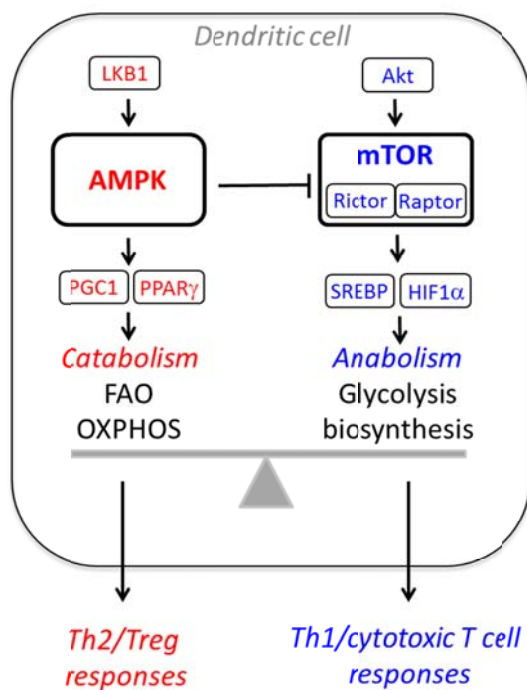 Dendritic cell
LKB1
Akt
AMPK
mTOR
Rictor
Raptor
PGC1
PPARγ
SREBP
HIF1α
Catabolism
FAO
OXPHOS
Anabolism
Glycolysis
biosynthesis
Th2/Treg
responses
Th1/cytotoxic T cell
responses